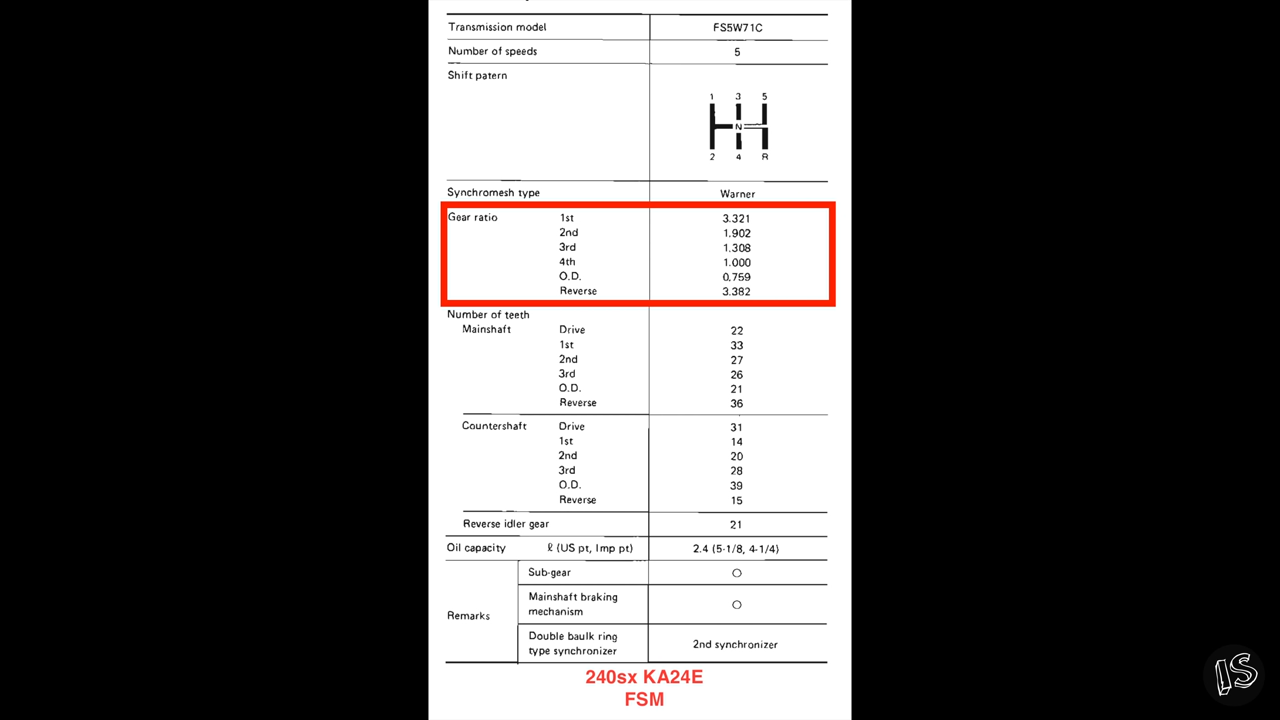 Transmission model FS5W71C
Number of speeds 5
Shift patern
1 3 5
N
2 4 R
Synchromesh type Warner
Gear ratio 1st 3.321
2nd 1.902
3rd 1.308
4th 1.000
O.D. 0.759
Reverse 3.382
Number of teeth
Mainshaft Drive 22
1st 33
2nd 27
3rd 26
O.D. 21
Reverse 36
Countershaft Drive 31
1st 14
2nd 20
3rd 28
O.D. 39
Reverse 15
Reverse idler gear 21
Oil capacity ℓ (US pt, Imp pt) 2.4 (5-1/8, 4-1/4)
Remarks
Sub-gear ○
Mainshaft braking
mechanism ○
Double baulk ring
type synchronizer 2nd synchronizer
240sx KA24E
FSM
IS